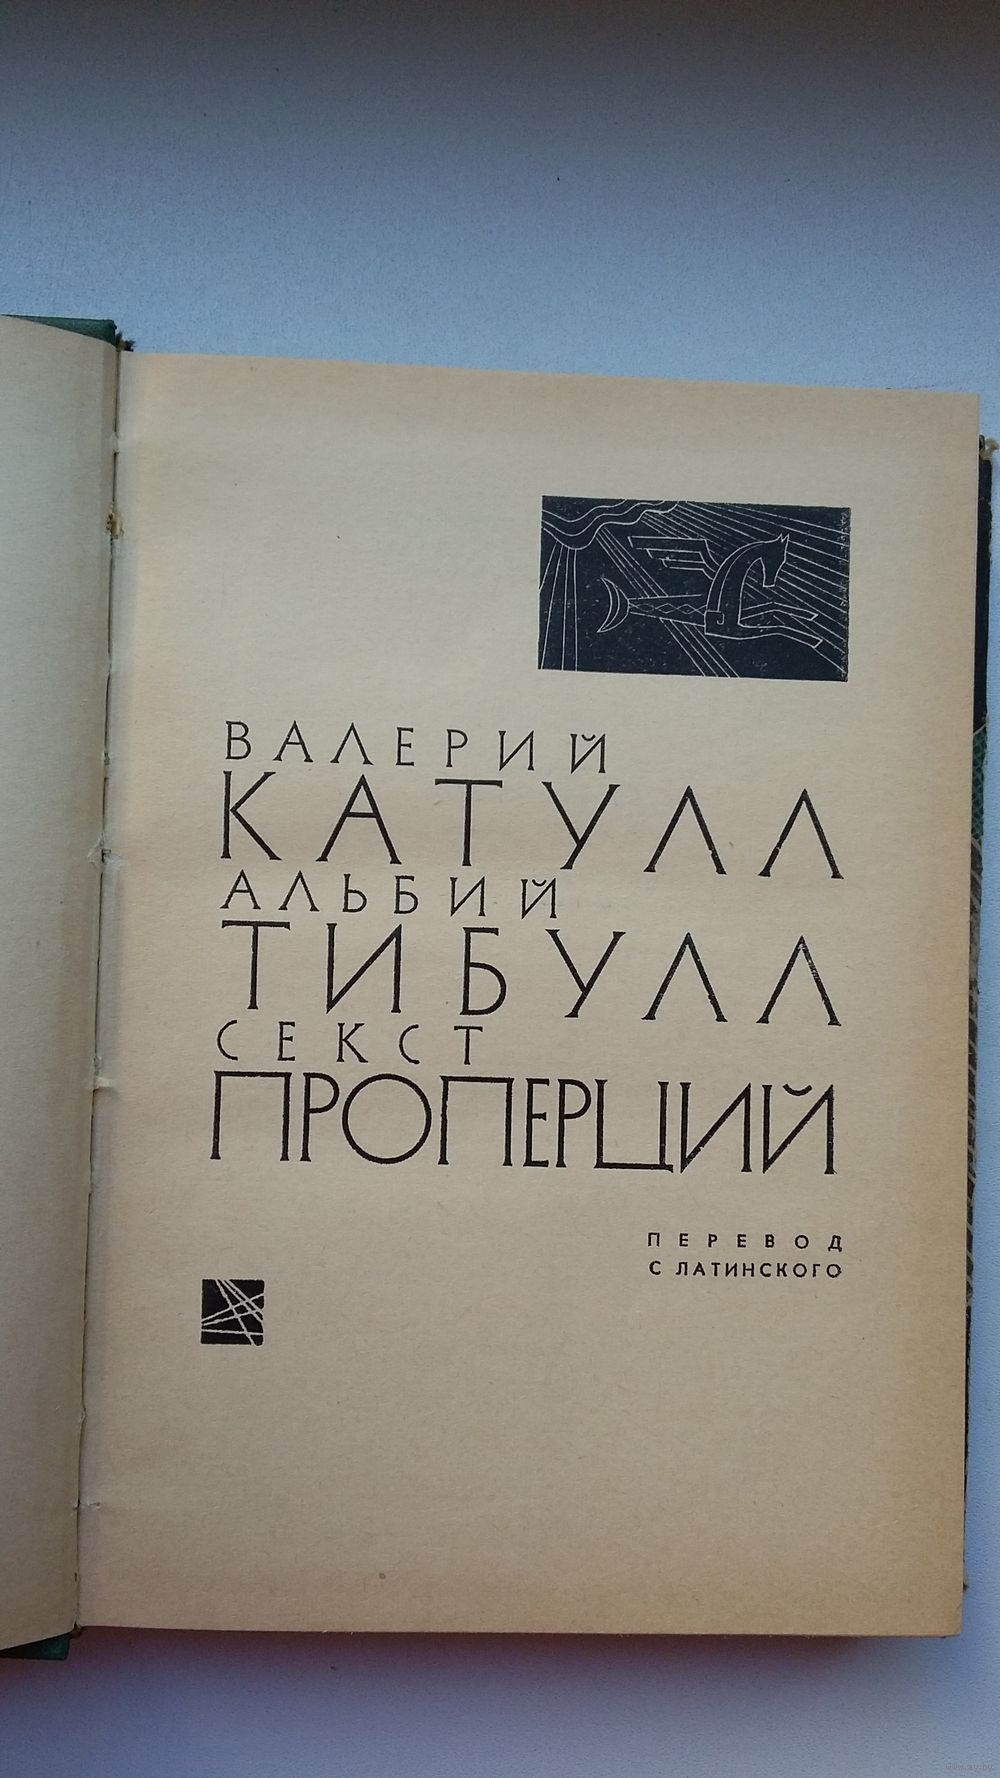 ВАЛЕРИЙ
КАТУЛЛ
АЛЬБИЙ
ТИБУЛЛ
СЕКСТ
ПРОПЕРЦИЙ
ПЕРЕВОД
С ЛАТИНСКОГО